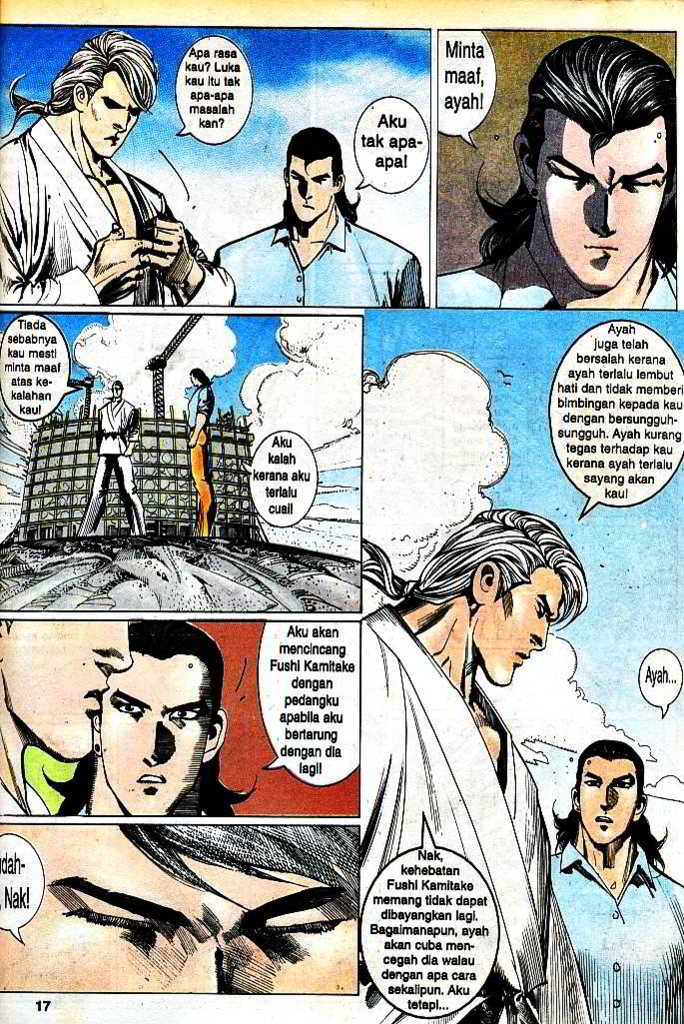 Apa rasa
kau? Luka
kau itu tak
apa-apa
masalah
kan?
Aku
tak apa-
apa!
Minta
maaf,
ayah!
Tiada
sebabnya
kau mesti
minta maaf
atas ke-
kalahan
kau!
Aku
kalah
kerana aku
terlalu
cuai!
Ayah
juga telah
bersalah kerana
ayah terlalu lembut
hati dan tidak memberi
bimbingan kepada kau
dengan bersungguh-
sungguh. Ayah kurang
tegas terhadap kau
kerana ayah terlalu
sayang akan
kau!
Ayah...
Aku akan
mencincang
Fushi Kamitake
dengan
pedangku
apabila aku
bertarung
dengan dia
lagi!
dah-
, Nak!
Nak,
kehebatan
Fushi Kamitake
memang tidak dapat
dibayangkan lagi.
Bagaimanapun, ayah
akan cuba men-
cegah dia walau
dengan apa cara
sekalipun. Aku
tetapi...
17